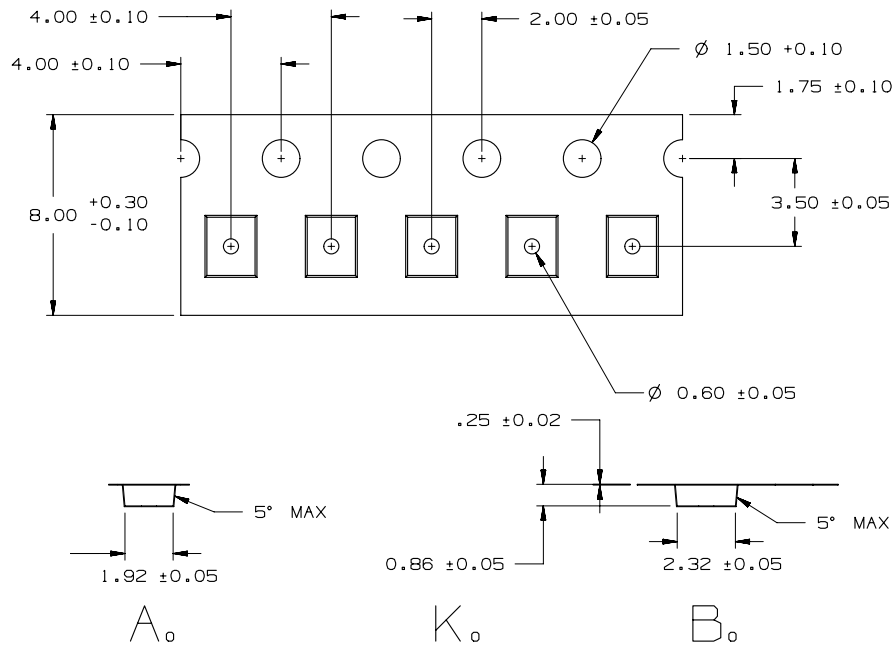 4.00 ±0.10
2.00 ±0.05
Ø 1.50 +0.10
4.00 ±0.10
1.75 ±0.10
8.00 +0.30
-0.10
3.50 ±0.05
Ø 0.60 ±0.05
.25 ±0.02
5° MAX
5° MAX
0.86 ±0.05
2.32 ±0.05
1.92 ±0.05
A₀
K₀
B₀